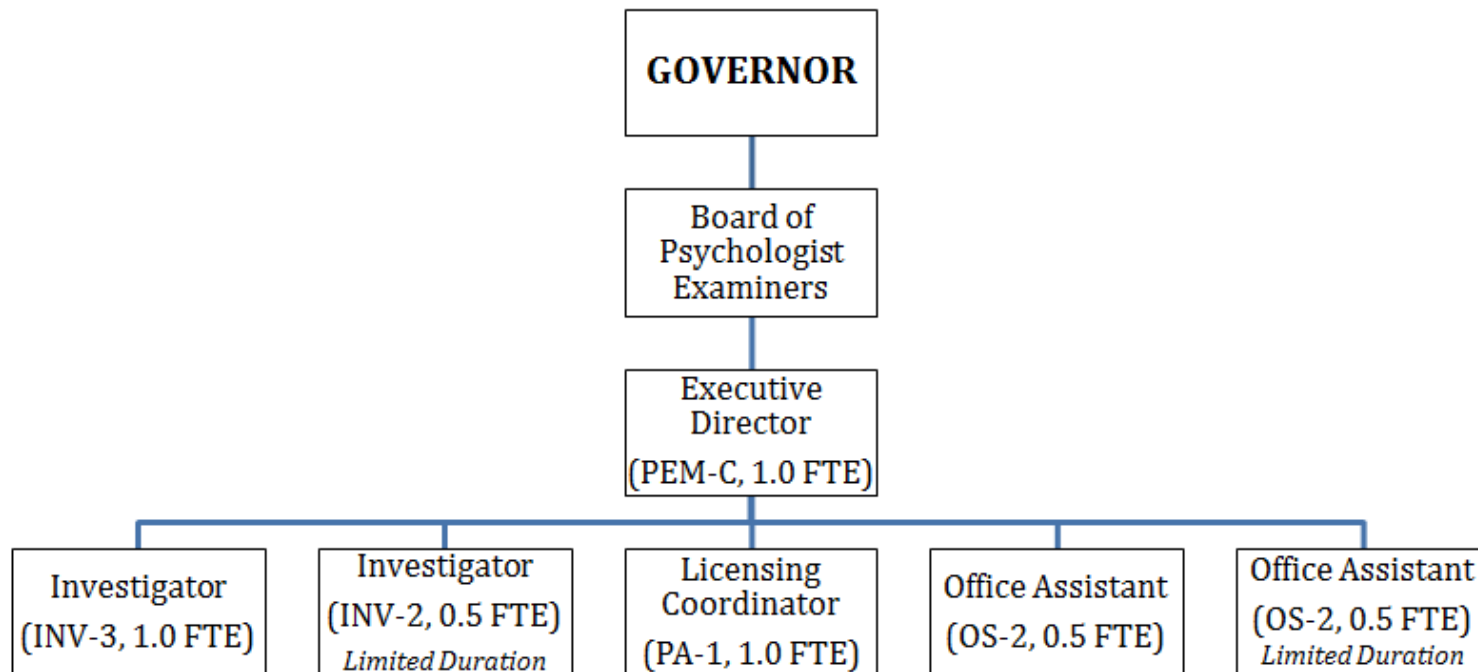 GOVERNOR
Board of
Psychologist
Examiners
Executive
Director
(PEM-C, 1.0 FTE)
Investigator
(INV-3, 1.0 FTE)
Investigator
(INV-2, 0.5 FTE)
Limited Duration
Licensing
Coordinator
(PA-1, 1.0 FTE)
Office Assistant
(OS-2, 0.5 FTE)
Office Assistant
(OS-2, 0.5 FTE)
Limited Duration